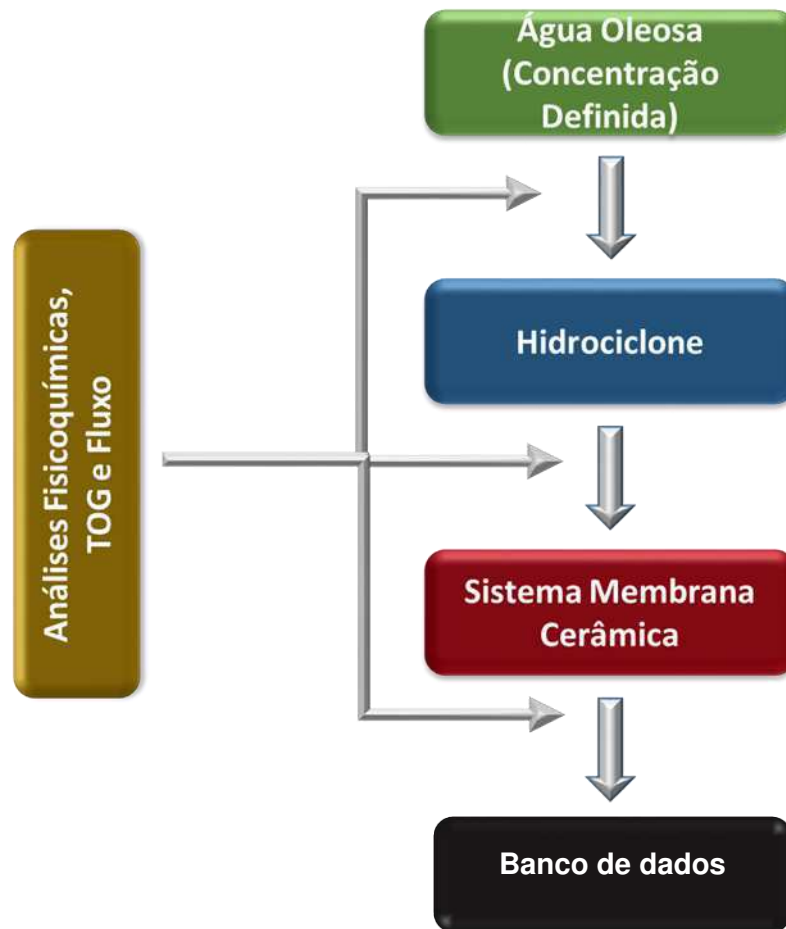 Água Oleosa
(Concentração
Definida)
Hidrociclone
Análises Fisicoquímicas,
TOG e Fluxo
Sistema Membrana
Cerâmica
Banco de dados